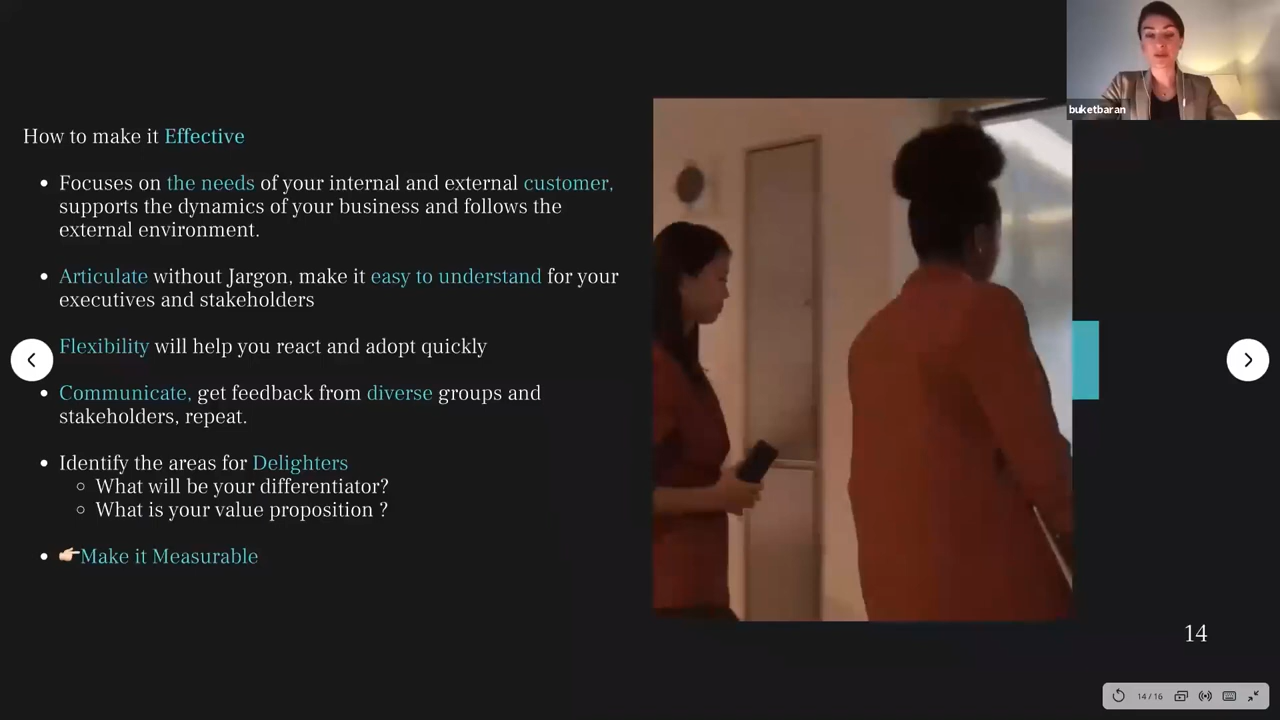 buketbaran
How to make it Effective
• Focuses on the needs of your internal and external customer,
supports the dynamics of your business and follows the
external environment.
• Articulate without Jargon, make it easy to understand for your
executives and stakeholders
Flexibility will help you react and adopt quickly
• Communicate, get feedback from diverse groups and
stakeholders, repeat.
• Identify the areas for Delighters
○ What will be your differentiator?
○ What is your value proposition ?
• 👉🏻Make it Measurable
14
14 / 16